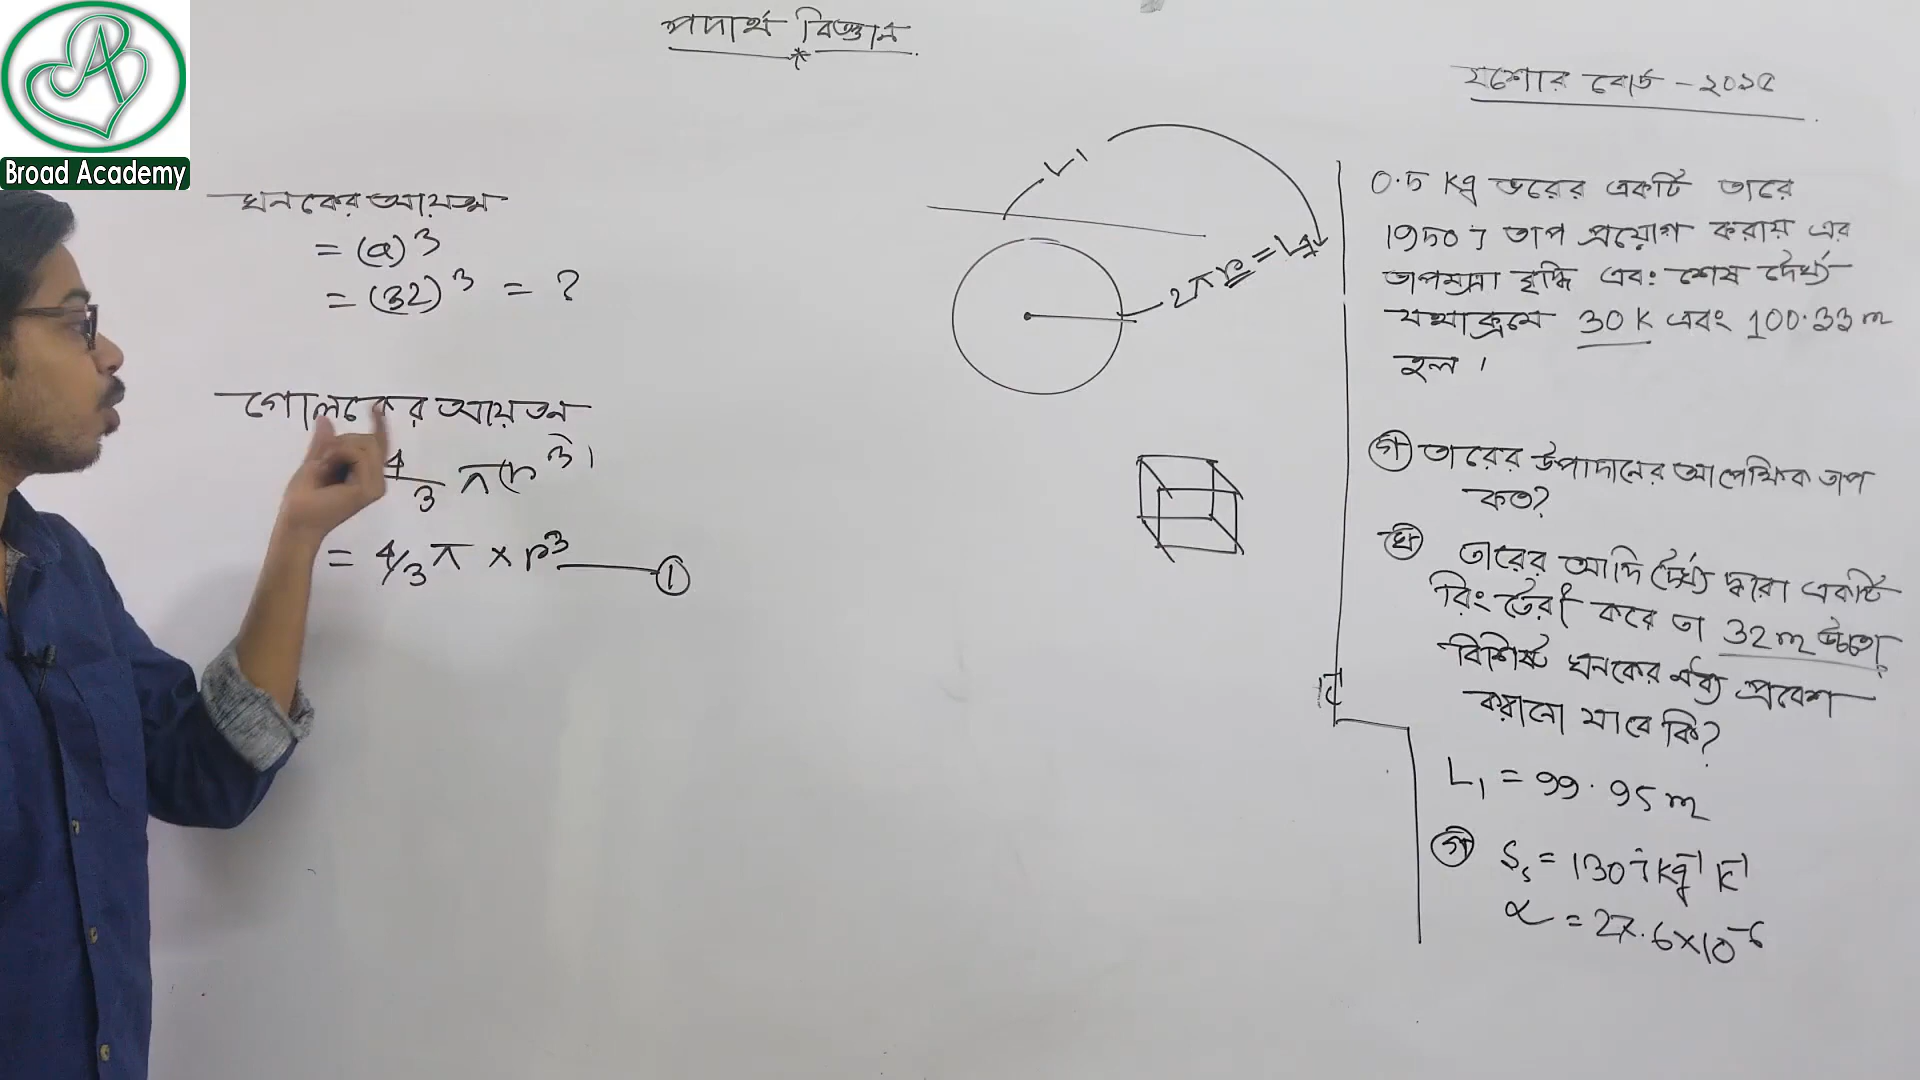 Broad Academy
পদার্থ বিজ্ঞান
ঘনকের আয়তন
= (a)³
= (32)³ = ?
গোলকের আয়তন
4/3 π(r³)
= 4/3 π × r³ ①
L₁
2πr = L₁
যশোর বোর্ড - ২০১৫
0.5 kg ভরের একটি তারে
1950 j তাপ প্রয়োগ করায় এর
তাপমাত্রা বৃদ্ধি এবং শেষ দৈর্ঘ্য
যথাক্রমে 30 K এবং 100.33 m
হল ।
গ তারের উপাদানের আপেক্ষিক তাপ
কত?
ঘ তারের আদি দৈর্ঘ্য দ্বারা একটি
রিং তৈরী করে তা 32 m উচ্চতা
বিশিষ্ট ঘনকের মধ্য প্রবেশ
করানো যাবে কি?
L₁ = 99.95 m
গ Sₛ = 130 j kg⁻¹ K⁻¹
α = 27.6×10⁻⁶